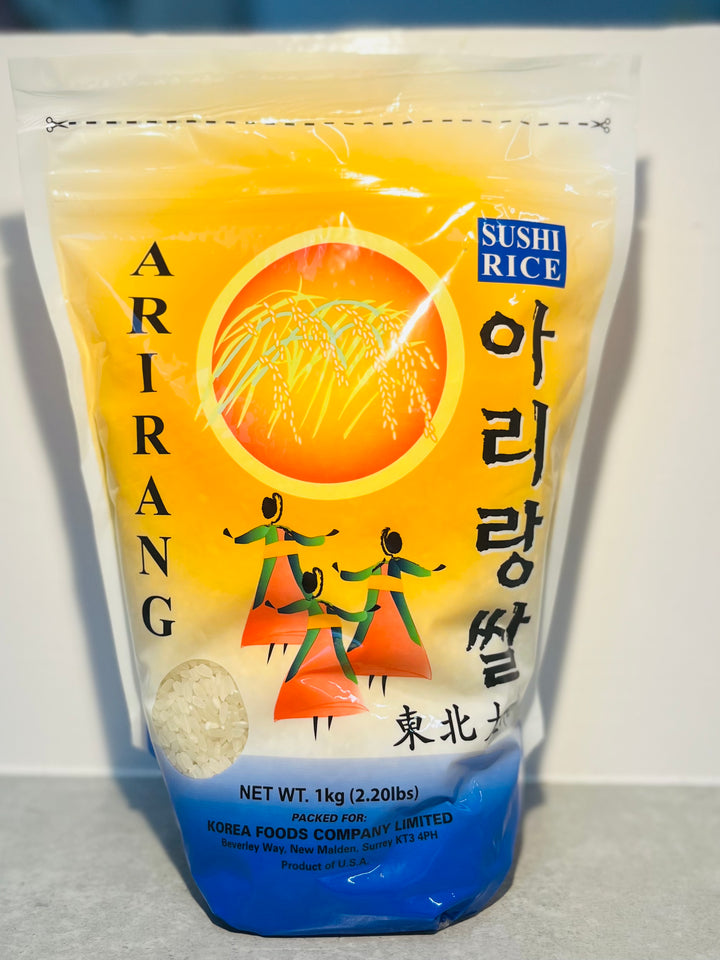 ARIRANG
SUSHI
RICE
아리랑쌀
東北
NET WT. 1kg (2.20lbs)
PACKED FOR:
KOREA FOODS COMPANY LIMITED
Beverley Way, New Malden, Surrey KT3 4PH
Product of U.S.A.